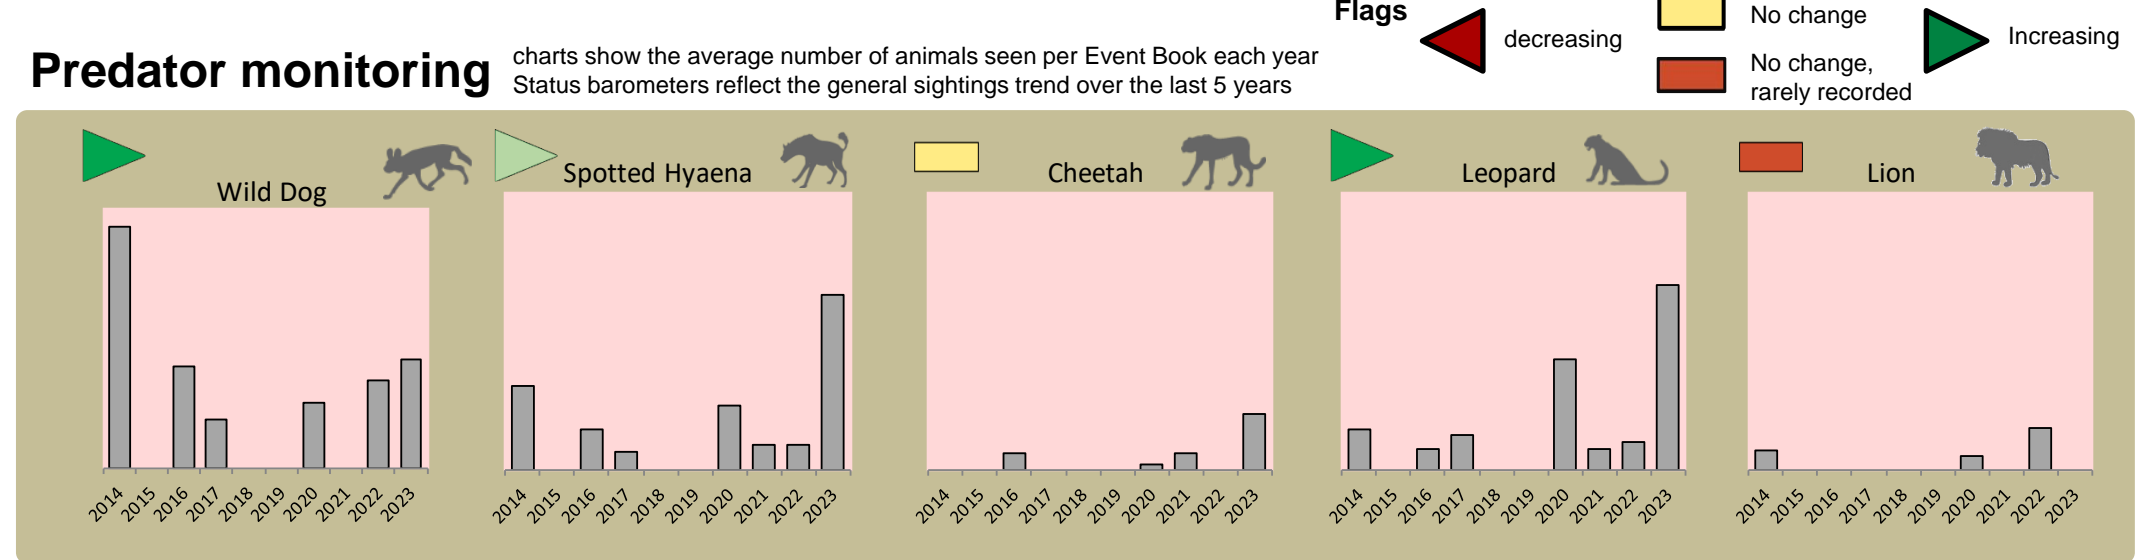 Flags
decreasing
No change
No change,
rarely recorded
Increasing
Predator monitoring
charts show the average number of animals seen per Event Book each year
Status barometers reflect the general sightings trend over the last 5 years
Wild Dog
2014 2015 2016 2017 2018 2019 2020 2021 2022 2023
Spotted Hyaena
2014 2015 2016 2017 2018 2019 2020 2021 2022 2023
Cheetah
2014 2015 2016 2017 2018 2019 2020 2021 2022 2023
Leopard
2014 2015 2016 2017 2018 2019 2020 2021 2022 2023
Lion
2014 2015 2016 2017 2018 2019 2020 2021 2022 2023